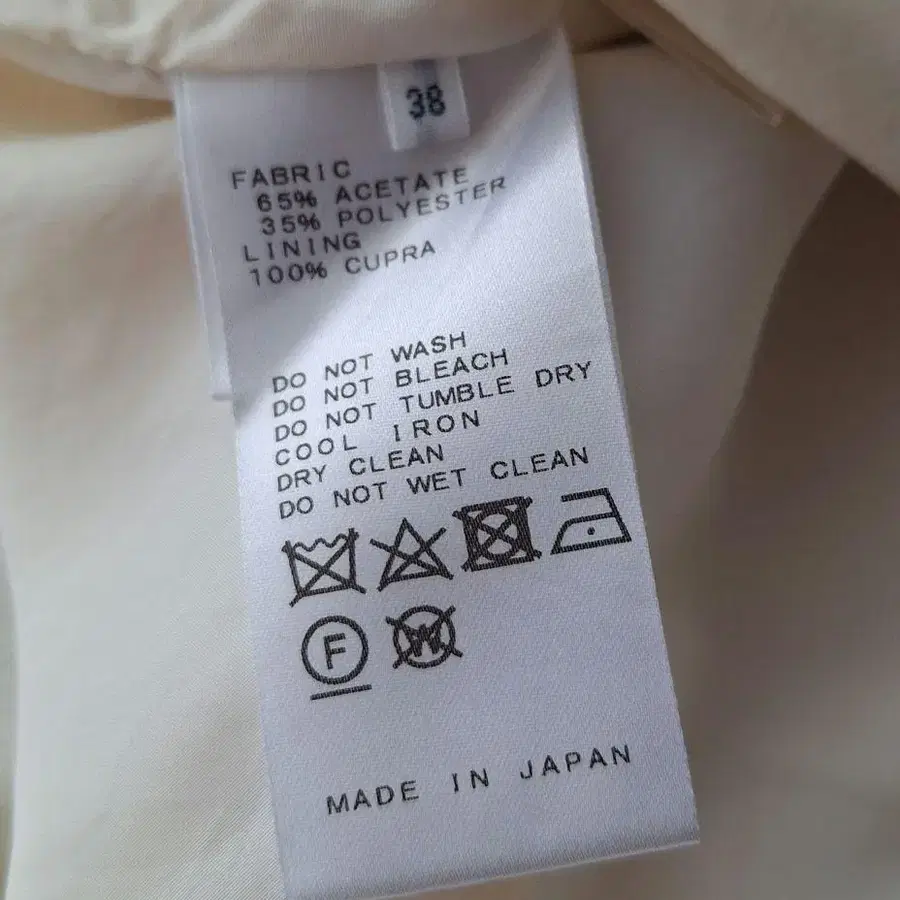 38
FABRIC
65% ACETATE
35% POLYESTER
LINING
100% CUPRA
DO NOT WASH
DO NOT BLEACH
DO NOT TUMBLE DRY
COOL IRON
DRY CLEAN
DO NOT WET CLEAN
F W
MADE IN JAPAN